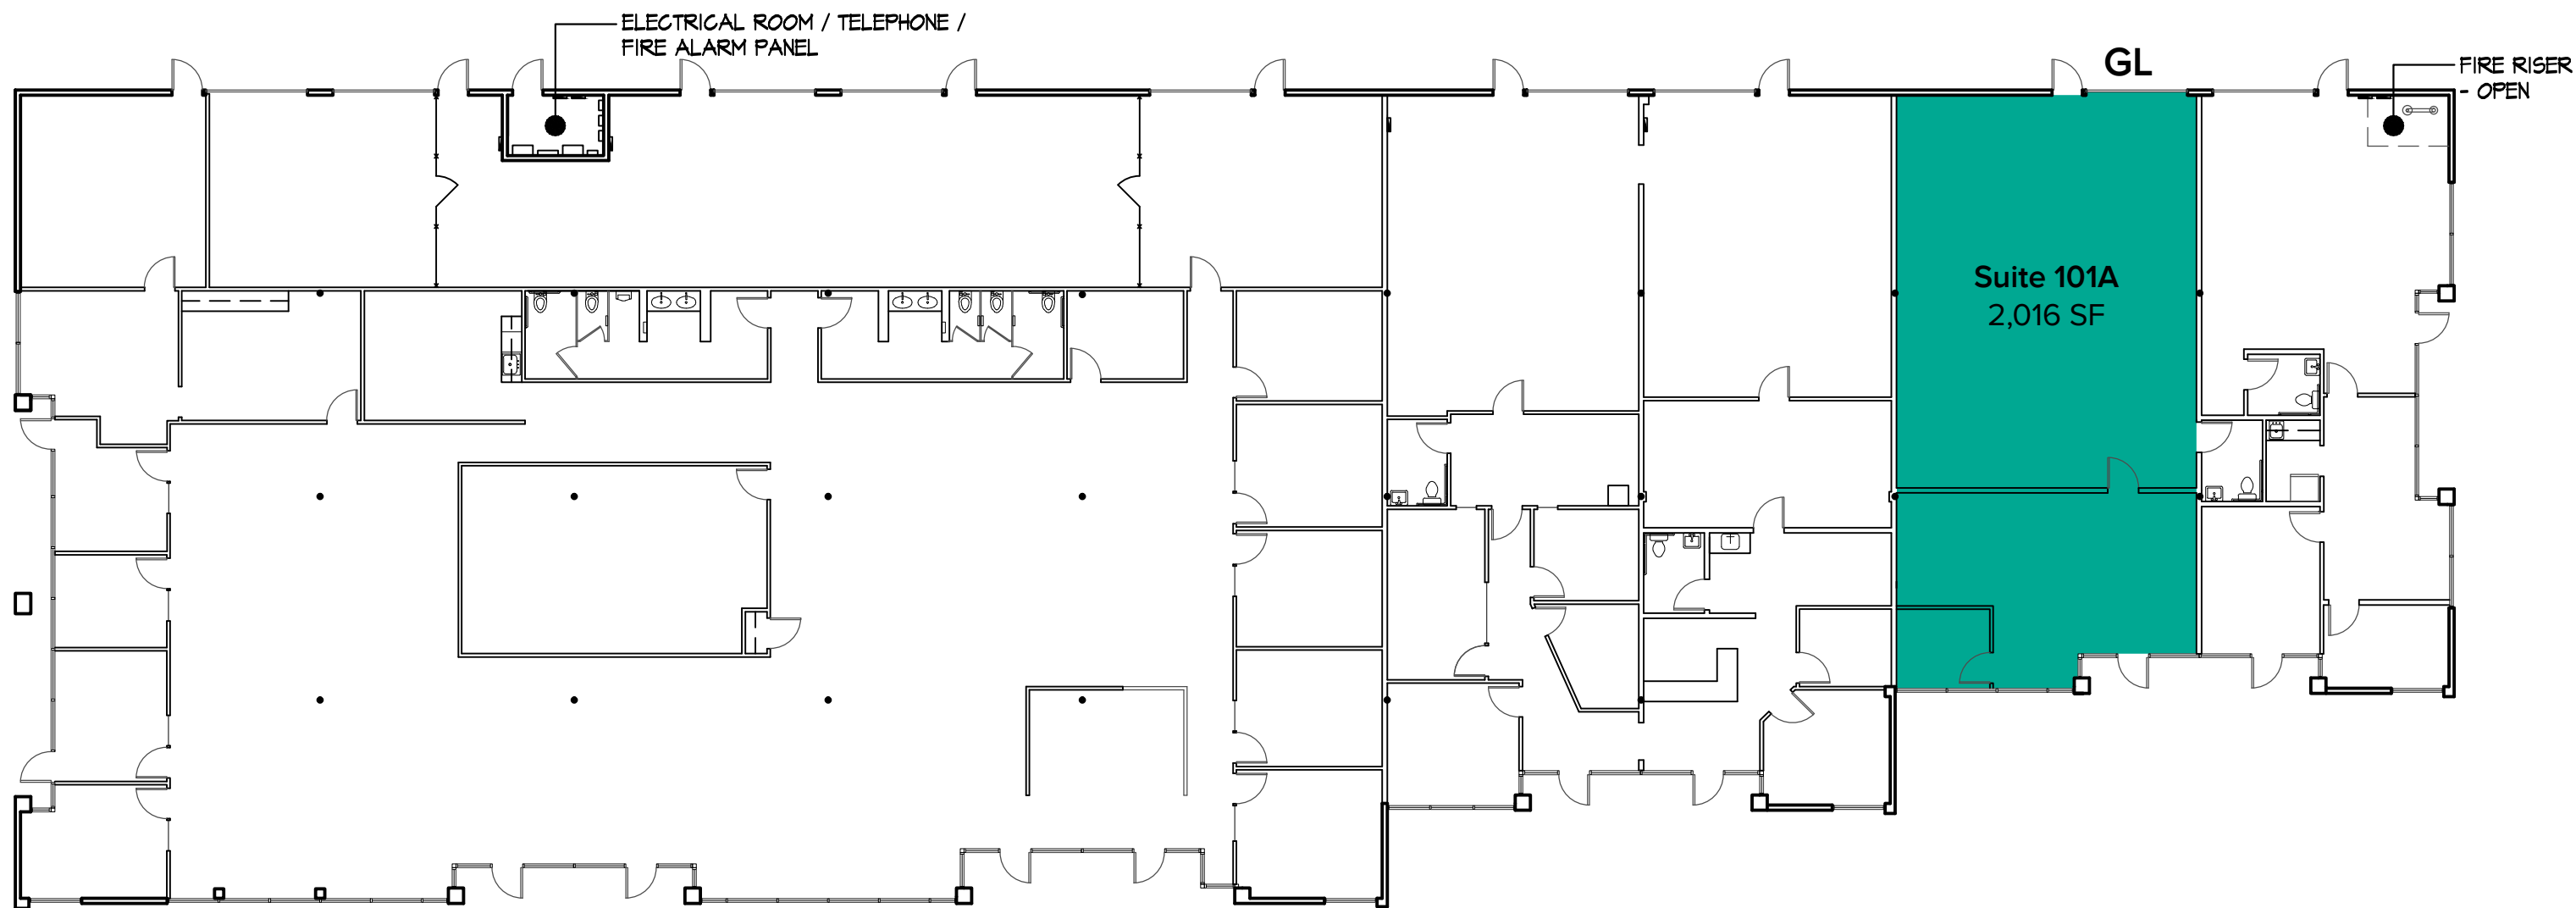 ELECTRICAL ROOM / TELEPHONE /
FIRE ALARM PANEL
GL
FIRE RISER
- OPEN
Suite 101A
2,016 SF